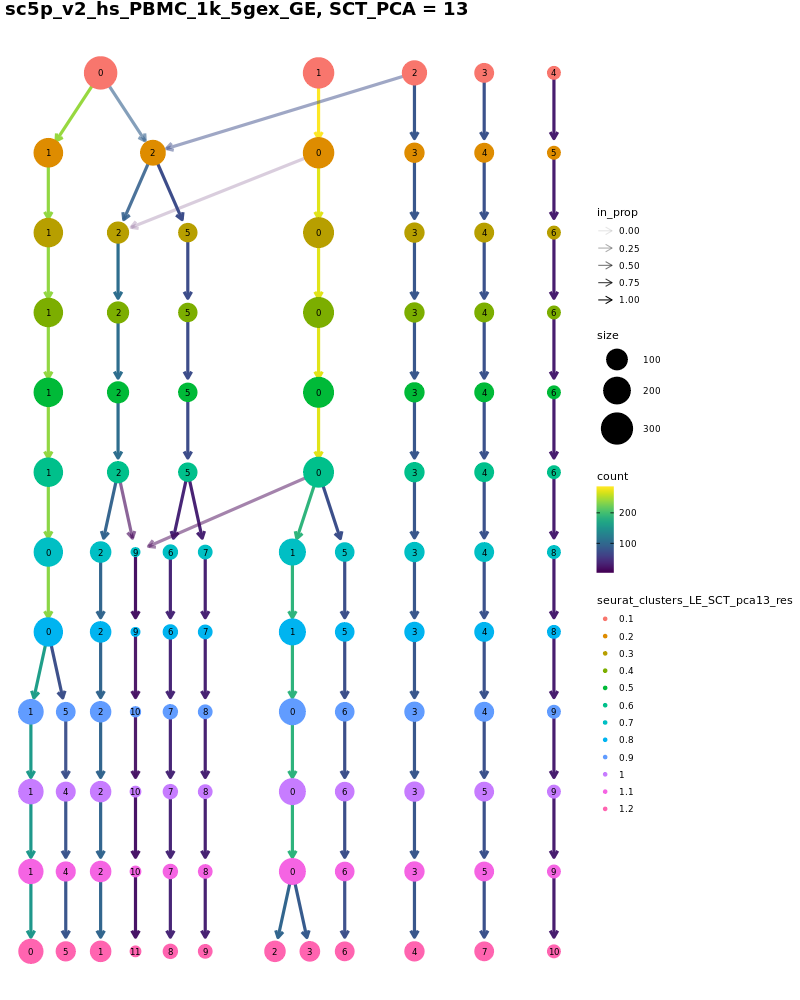 sc5p_v2_hs_PBMC_1k_5gex_GE, SCT_PCA = 13
0 1 2 3 4
1 2 0 3 4 5
1 2 5 0 3 4 6
1 2 5 0 3 4 6
1 2 5 0 3 4 6
1 2 5 0 3 4 6
0 2 9 6 7 1 5 3 4 8
0 2 9 6 7 1 5 3 4 8
1 5 2 10 7 8 0 6 3 4 9
1 4 2 10 7 8 0 6 3 5 9
1 4 2 10 7 8 0 6 3 5 9
0 5 1 11 8 9 2 3 6 4 7 10
in_prop
0.00
0.25
0.50
0.75
1.00
size
100
200
300
count
200
100
seurat_clusters_LE_SCT_pca13_res
0.1
0.2
0.3
0.4
0.5
0.6
0.7
0.8
0.9
1
1.1
1.2